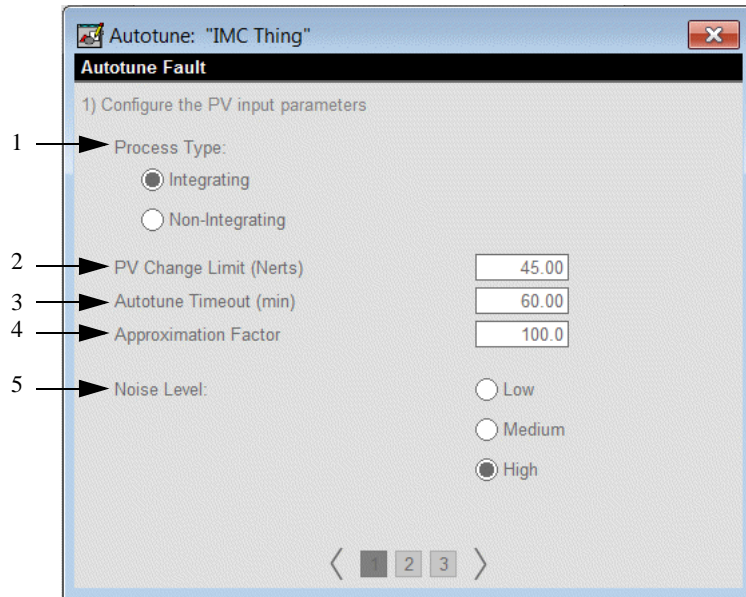 Autotune: "IMC Thing"
Autotune Fault
1) Configure the PV input parameters
1 Process Type:
Integrating
Non-Integrating
2 PV Change Limit (Nerts) 45.00
3 Autotune Timeout (min) 60.00
4 Approximation Factor 100.0
5 Noise Level: Low
Medium
High
1 2 3